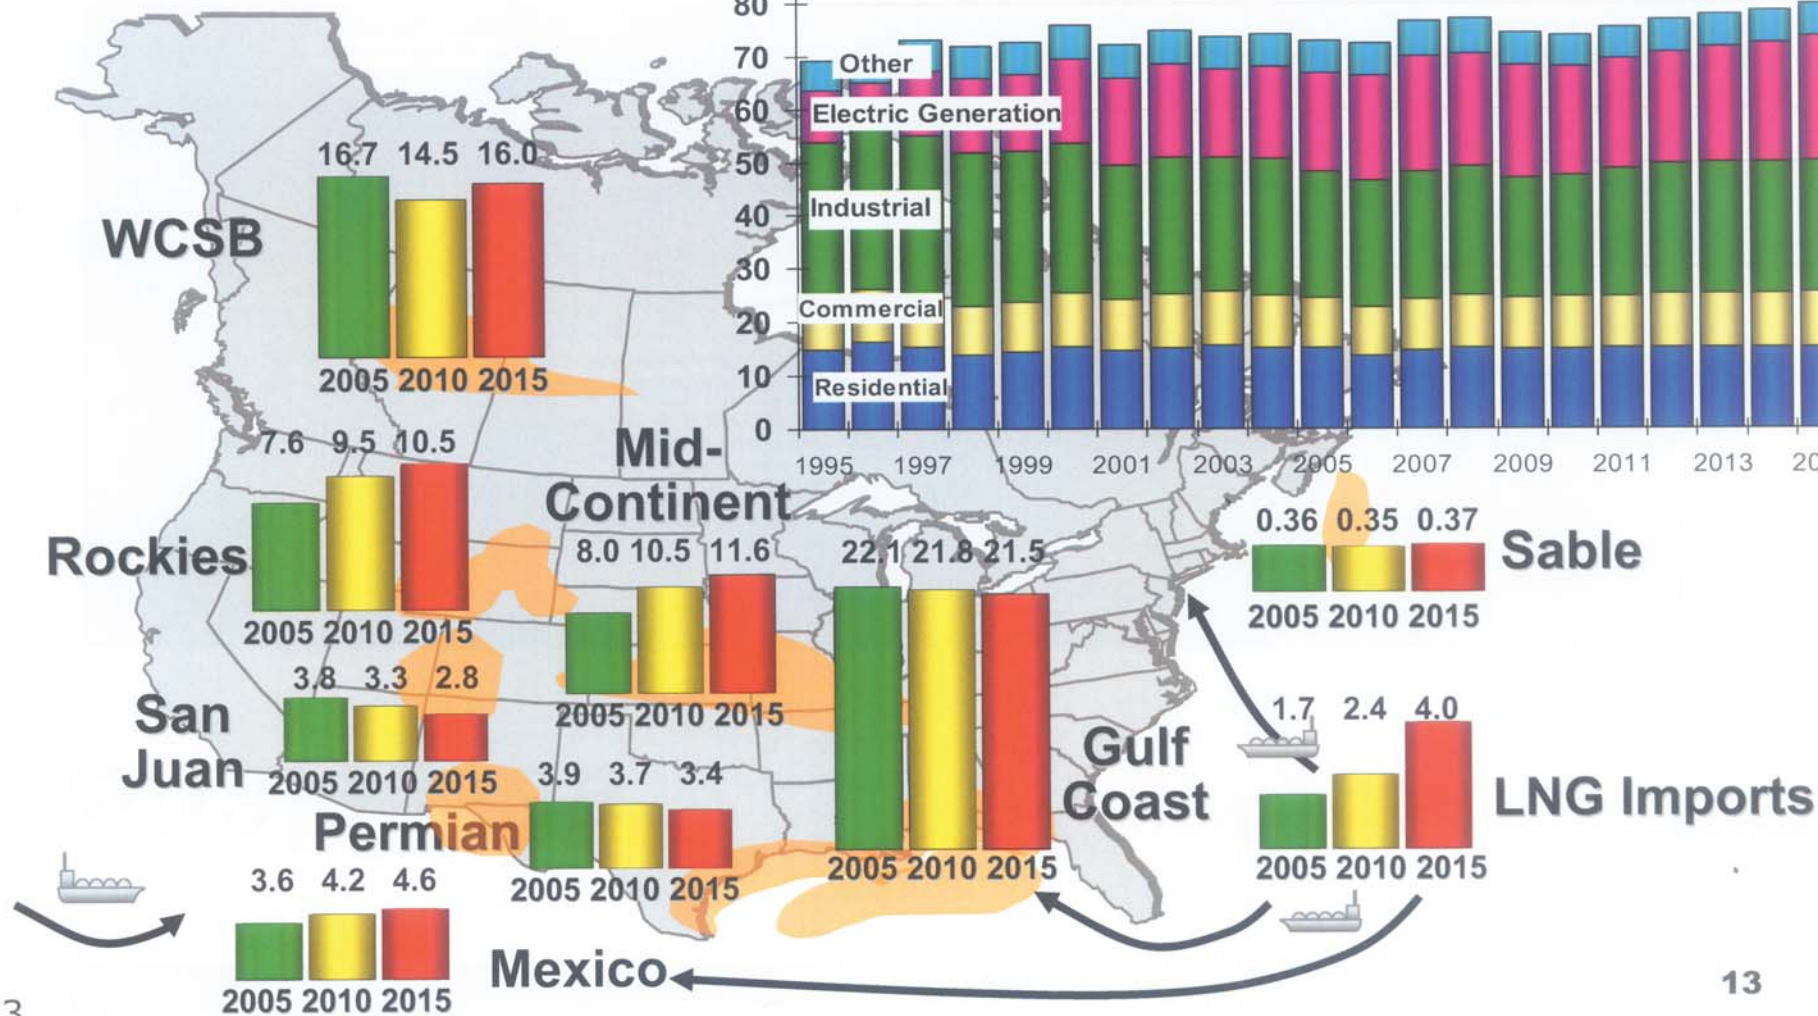 80
70
60
50
40
30
20
10
0
Other
Electric Generation
Industrial
Commercial
Residential
1995 1997 1999 2001 2003 2005 2007 2009 2011 2013 20
16.7 14.5 16.0
WCSB
2005 2010 2015
7.6 9.5 10.5
Rockies
2005 2010 2015
Mid-
Continent
8.0 10.5 11.6
2005 2010 2015
22.1 21.8 21.5
Gulf
Coast
2005 2010 2015
0.36 0.35 0.37
Sable
2005 2010 2015
3.8 3.3 2.8
San
Juan
2005 2010 2015
3.9 3.7 3.4
Permian
2005 2010 2015
1.7 2.4 4.0
LNG Imports
2005 2010 2015
3.6 4.2 4.6
Mexico
2005 2010 2015
13
3